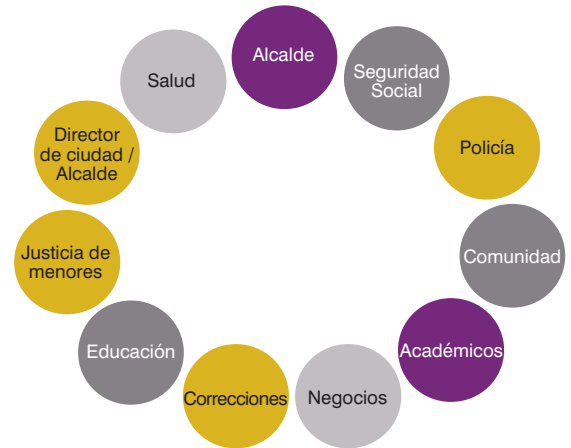 Alcalde
Seguridad
Social
Policía
Comunidad
Académicos
Negocios
Correcciones
Educación
Justicia de
menores
Director
de ciudad /
Alcalde
Salud